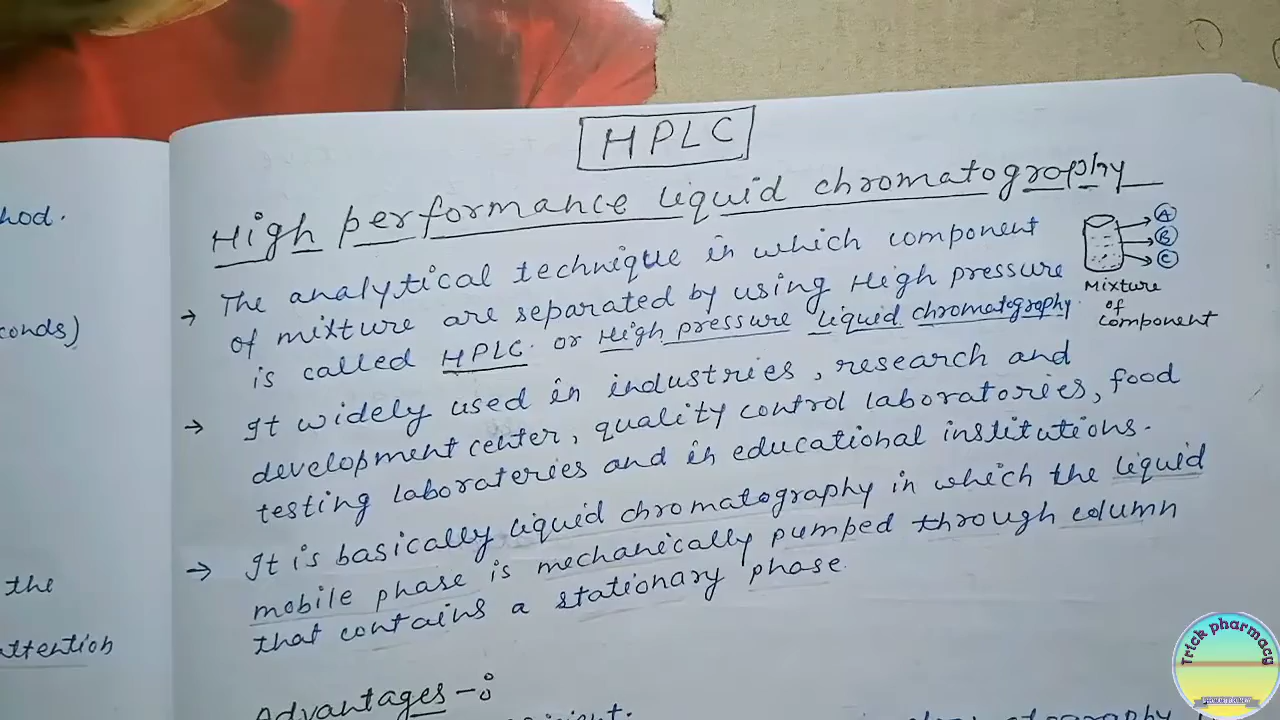 hod.
conds)
the
attention
HPLC
High performance liquid chromatography
→ The analytical technique in which component
of mixture are separated by using High pressure
is called HPLC. or High pressure liquid chromatography.
A
B
C
Mixture
of
component
→ It widely used in industries, research and
development center, quality control laboratories, food
testing laborateries and in educational institutions.
→ It is basically liquid chromatography in which the liquid
mobile phase is mechanically pumped through column
that contains a stationary phase.
Advantages -:
Trick pharmacy